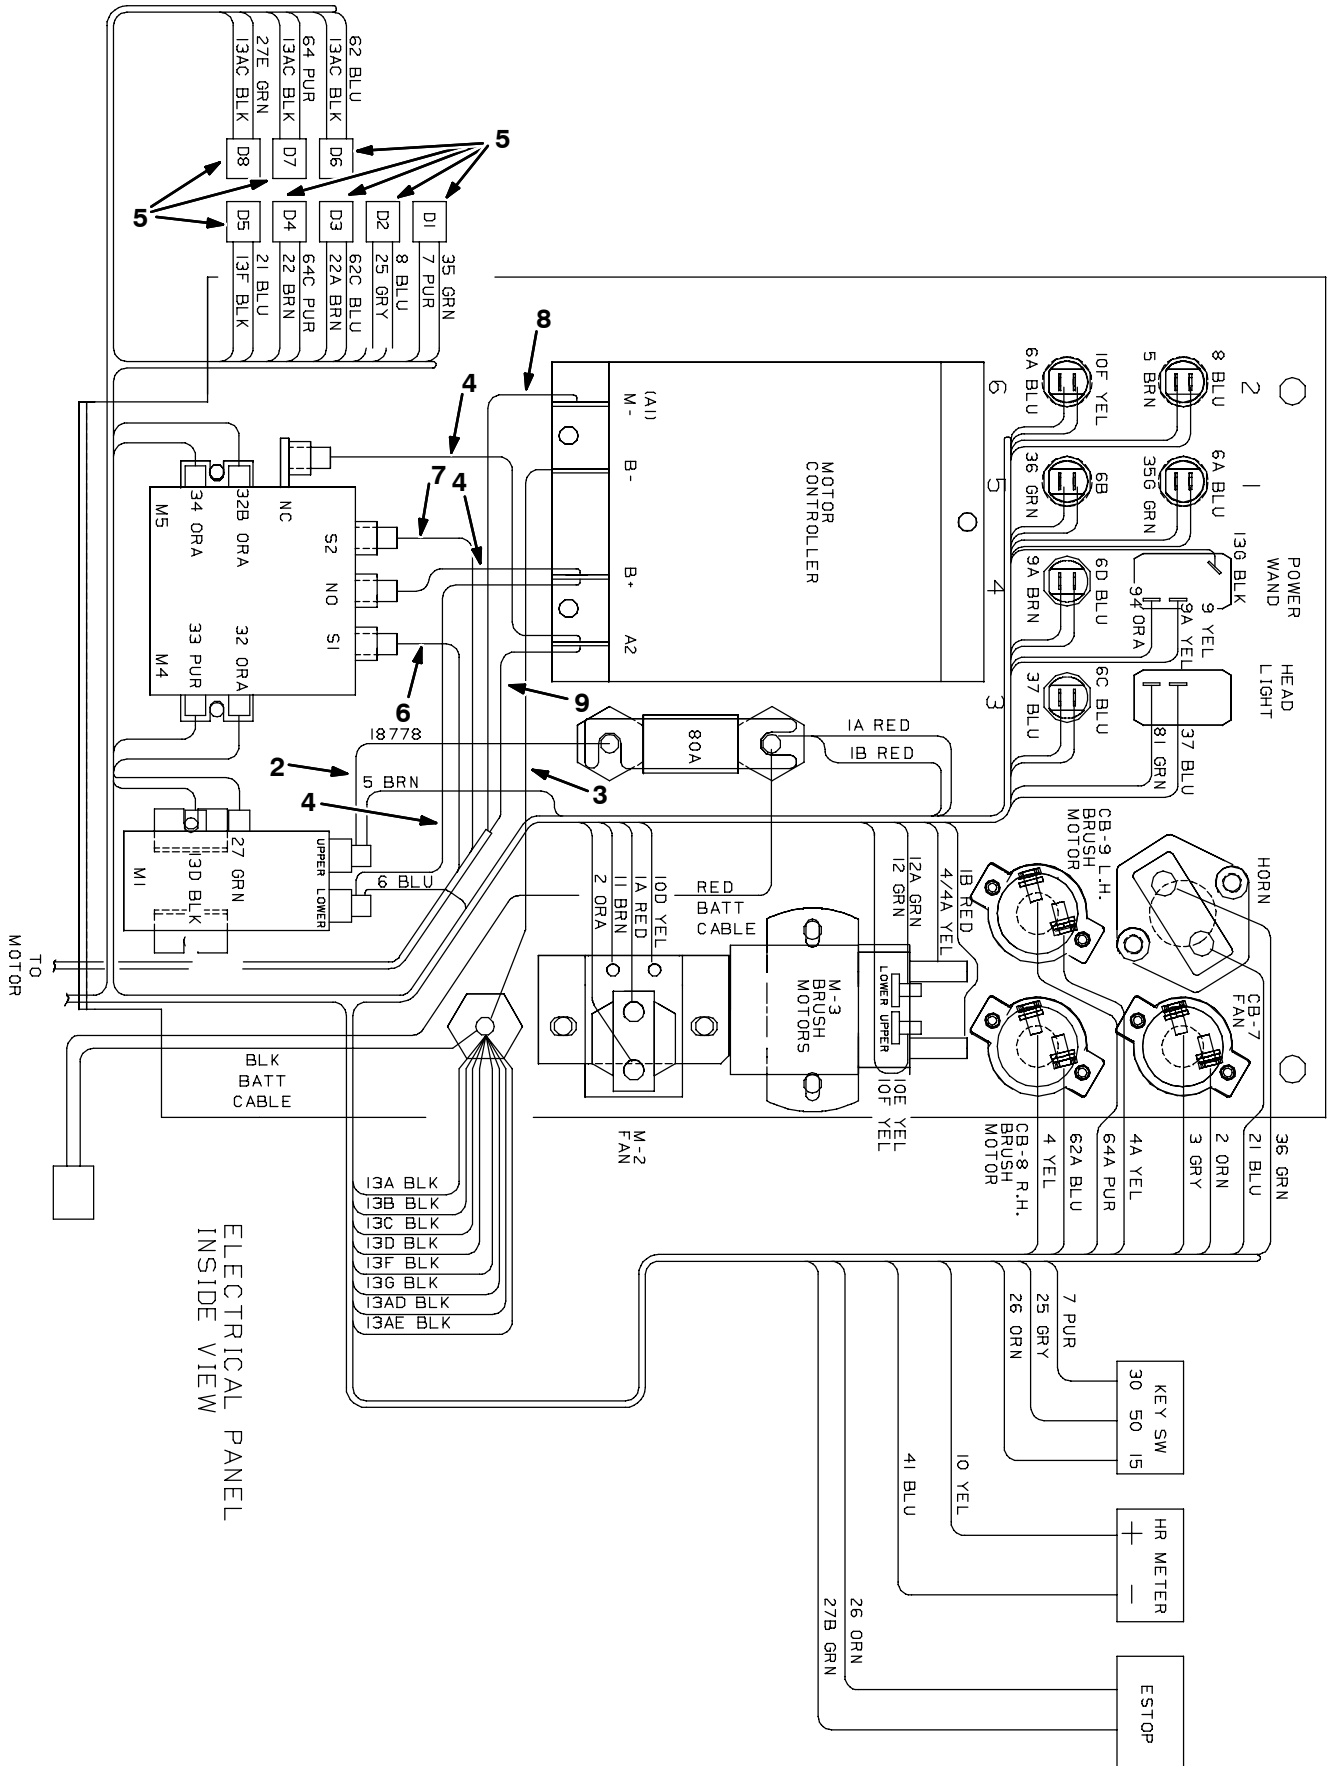 62 BLU
13AC BLK
64 PUR
13AC BLK
27E GRN
13AC BLK
D6
D7
D8
5
5
D1
D2
D3
D4
D5
35 GRN
7 PUR
8 BLU
25 GRY
62C BLU
22A BRN
64C PUR
22 BRN
21 BLU
13F BLK
8
4
7
4
6
9
2
4
3
M- (A1)
B-
B+
A2
MOTOR
CONTROLLER
6
5
4
3
2
1
10F YEL
6A BLU
8 BLU
5 BRN
6B
36 GRN
6A BLU
35G GRN
6D BLU
9A BRN
6C BLU
37 BLU
13G BLK
9 YEL
9A YEL
94 ORA
POWER
WAND
HEAD
LIGHT
37 BLU
81 GRN
NC
34 ORA
32B ORA
M5
S2
NO
S1
33 PUR
32 ORA
M4
18778
5 BRN
80A
1A RED
1B RED
UPPER
LOWER
27 GRN
13D BLK
M1
6 BLU
TO
MOTOR
RED
BATT
CABLE
10D YEL
1A RED
11 BRN
2 ORA
1B RED
4/4A YEL
12A GRN
12 GRN
CB-9 L.H.
BRUSH
MOTOR
HORN
CB-7
FAN
M-3
BRUSH
MOTORS
LOWER
UPPER
10E YEL
10F YEL
M-2
FAN
CB-8 R.H.
BRUSH
MOTOR
BLK
BATT
CABLE
36 GRN
21 BLU
2 ORN
3 GRY
4A YEL
64A PUR
62A BLU
4 YEL
13A BLK
13B BLK
13C BLK
13D BLK
13F BLK
13G BLK
13AD BLK
13AE BLK
ELECTRICAL PANEL
INSIDE VIEW
7 PUR
25 GRY
26 ORN
KEY SW
30 50 15
10 YEL
41 BLU
HR METER
+ −
26 ORN
27B GRN
ESTOP